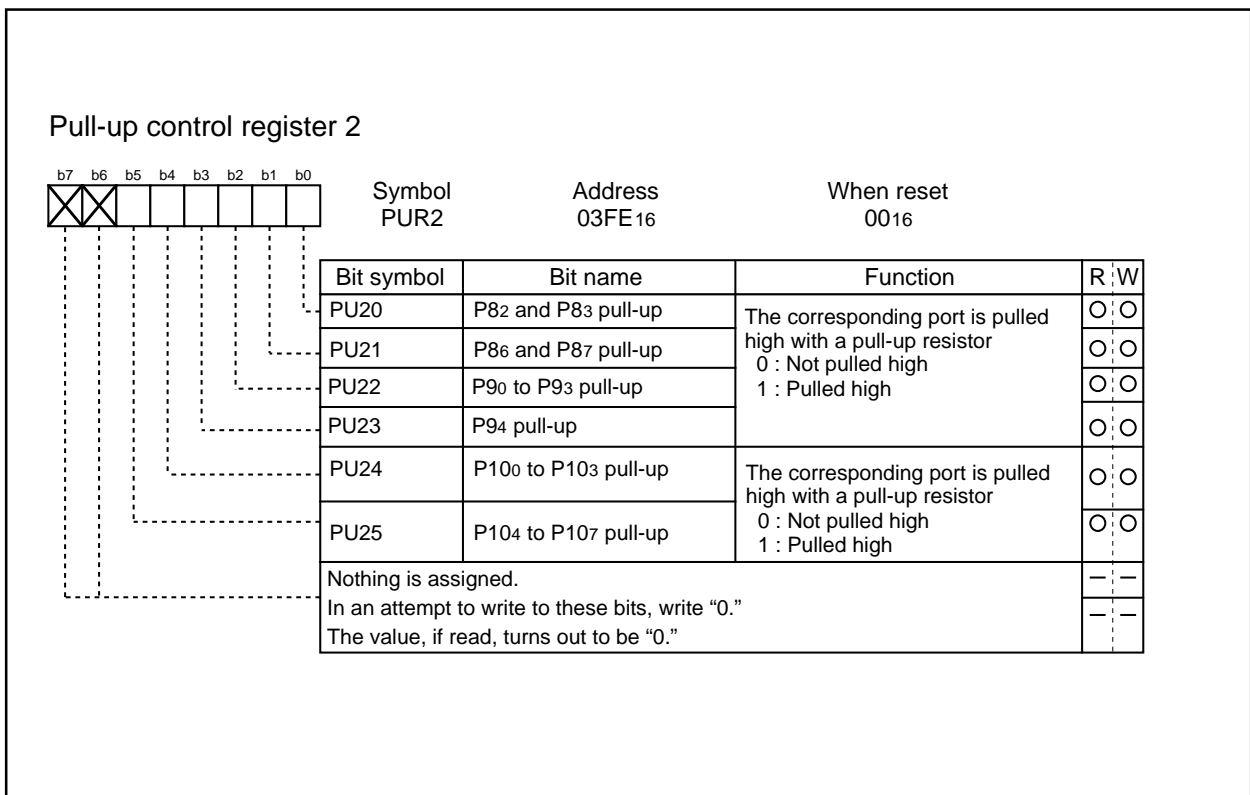 Pull-up control register 2
b7 b6 b5 b4 b3 b2 b1 b0
Symbol Address When reset
PUR2 03FE16 0016
Bit symbol Bit name Function R W
PU20 P82 and P83 pull-up The corresponding port is pulled
high with a pull-up resistor
PU21 P86 and P87 pull-up 0 : Not pulled high
PU22 P90 to P93 pull-up 1 : Pulled high
PU23 P94 pull-up
PU24 P100 to P103 pull-up The corresponding port is pulled
high with a pull-up resistor
0 : Not pulled high
PU25 P104 to P107 pull-up 1 : Pulled high
Nothing is assigned.
In an attempt to write to these bits, write “0.”
The value, if read, turns out to be “0.”